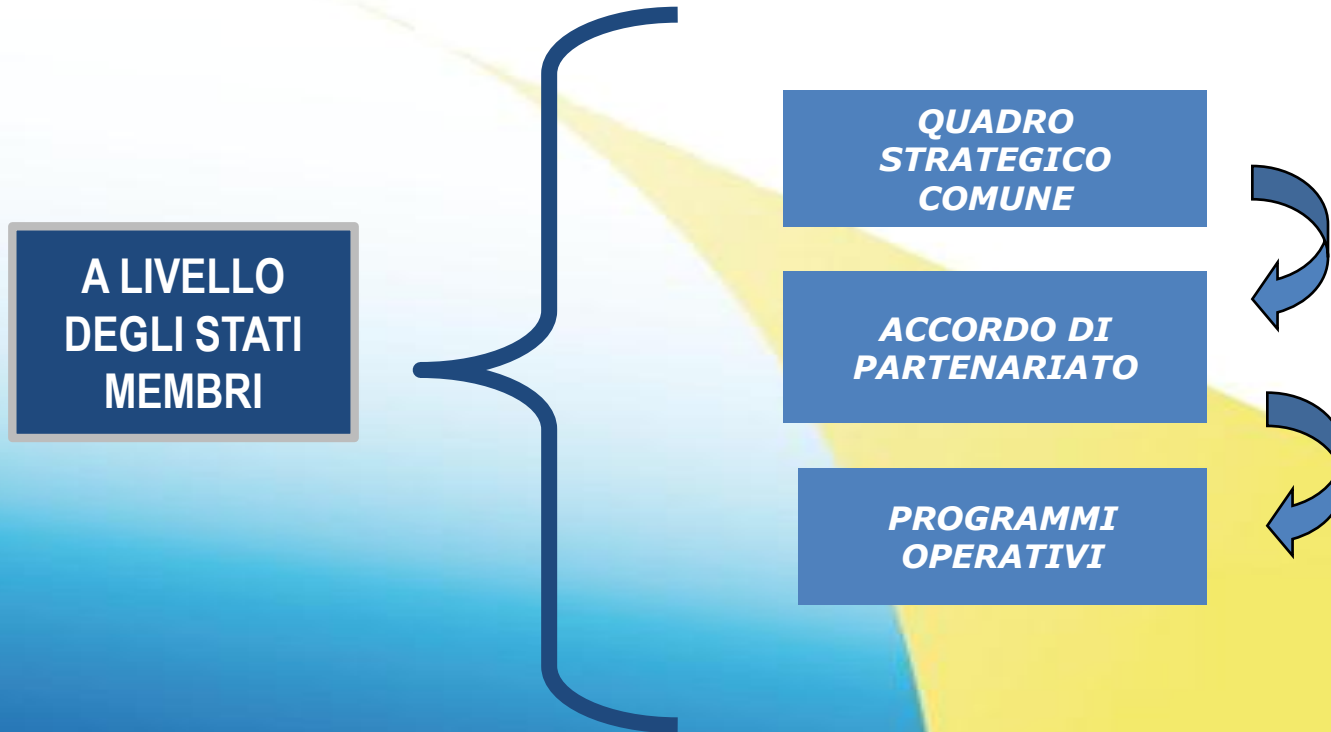 A LIVELLO
DEGLI STATI
MEMBRI
QUADRO
STRATEGICO
COMUNE
ACCORDO DI
PARTENARIATO
PROGRAMMI
OPERATIVI